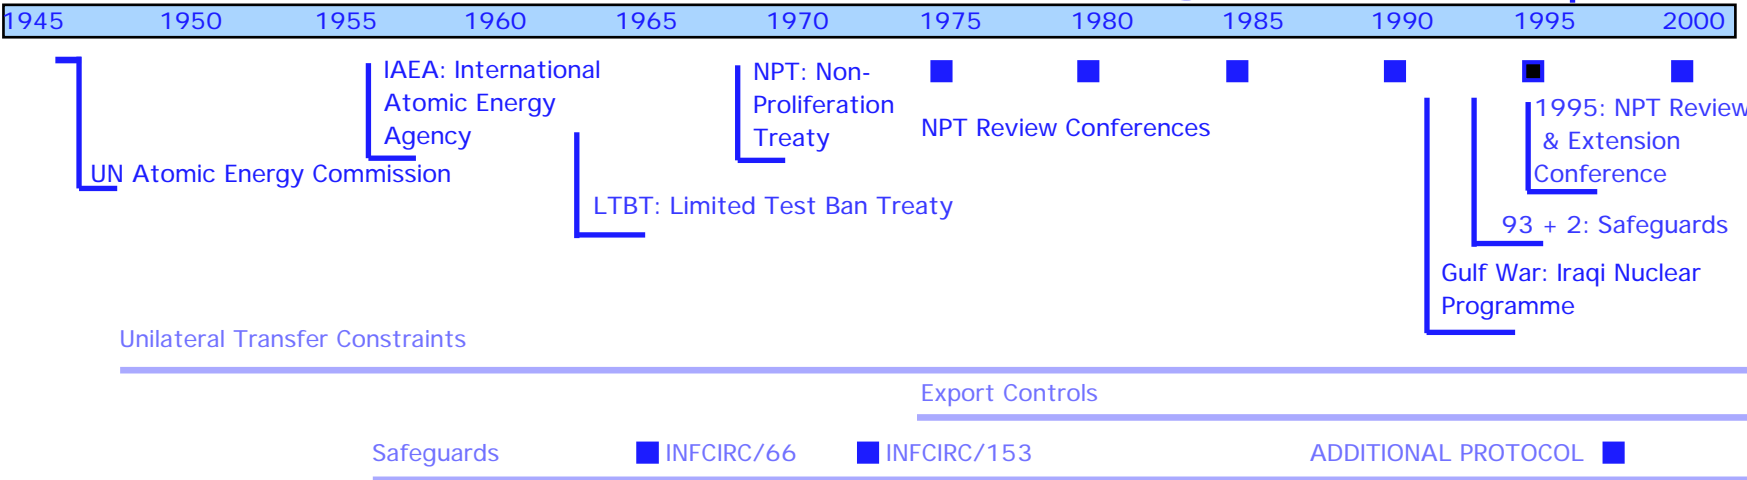 1945 1950 1955 1960 1965 1970 1975 1980 1985 1990 1995 2000
IAEA: International
Atomic Energy
Agency
NPT: Non-
Proliferation
Treaty
NPT Review Conferences
1995: NPT Review
& Extension
Conference
UN Atomic Energy Commission
LTBT: Limited Test Ban Treaty
93 + 2: Safeguards
Gulf War: Iraqi Nuclear
Programme
Unilateral Transfer Constraints
Export Controls
Safeguards INFCIRC/66 INFCIRC/153 ADDITIONAL PROTOCOL